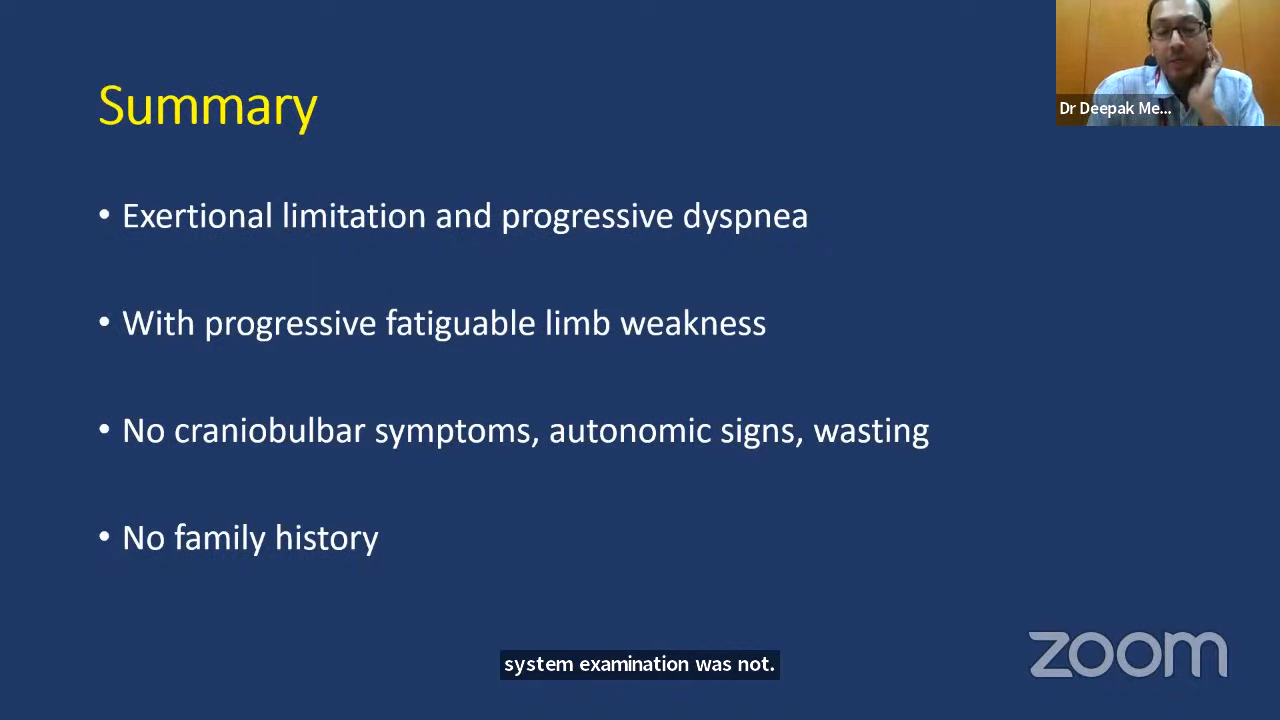 Summary
Dr Deepak Me...
• Exertional limitation and progressive dyspnea
• With progressive fatiguable limb weakness
• No craniobulbar symptoms, autonomic signs, wasting
• No family history
system examination was not.
zoom